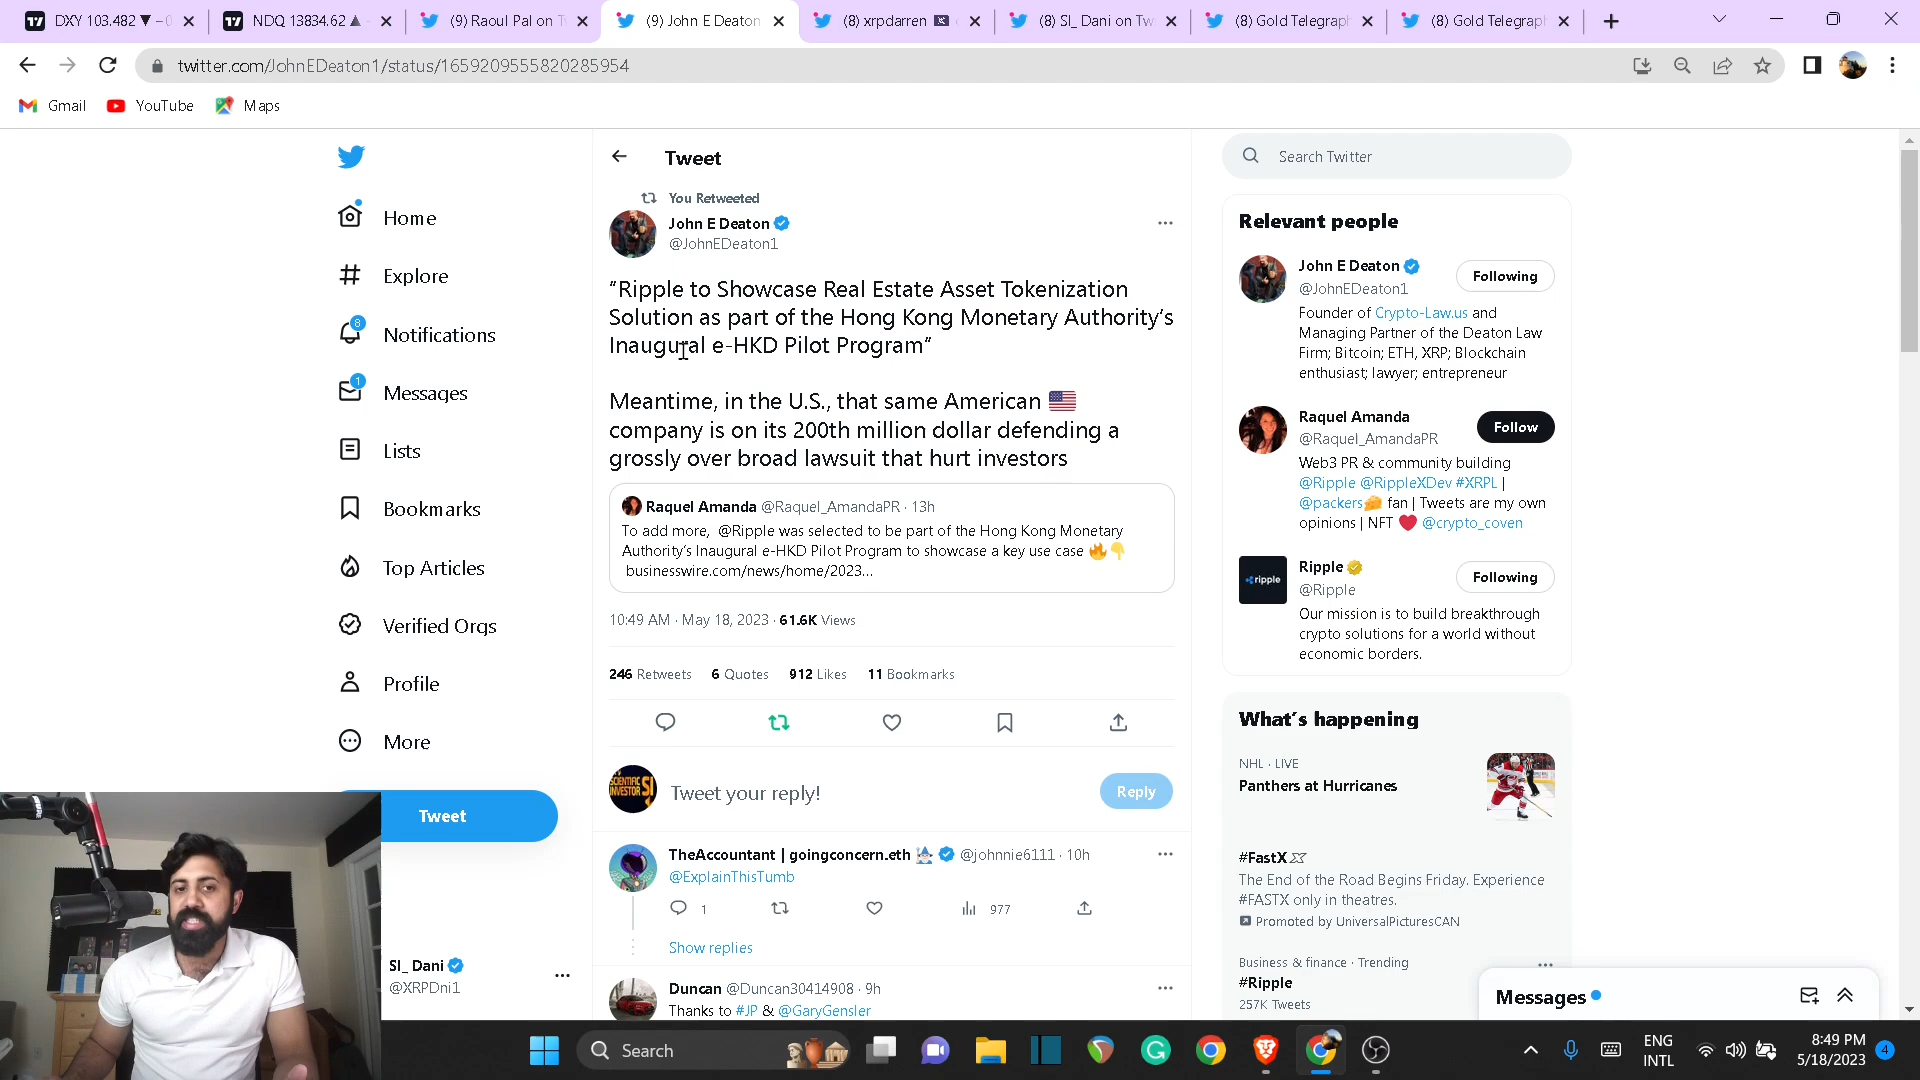 DXY 103.482 ▼ −0
NDQ 13834.62 ▲
(9) Raoul Pal on T
(9) John E Deaton
(8) xrpdarren
(8) SI_ Dani on Tw
(8) Gold Telegraph
(8) Gold Telegraph
twitter.com/JohnEDeaton1/status/1659209555820285954
Gmail
YouTube
Maps
Home
Explore
8
Notifications
1
Messages
Lists
Bookmarks
Top Articles
Verified Orgs
Profile
More
Tweet
SI_ Dani
@XRPDni1
Tweet
You Retweeted
John E Deaton
@JohnEDeaton1
“Ripple to Showcase Real Estate Asset Tokenization
Solution as part of the Hong Kong Monetary Authority’s
Inaugural e-HKD Pilot Program”
Meantime, in the U.S., that same American 🇺🇸
company is on its 200th million dollar defending a
grossly over broad lawsuit that hurt investors
Raquel Amanda @Raquel_AmandaPR · 13h
To add more, @Ripple was selected to be part of the Hong Kong Monetary
Authority’s Inaugural e-HKD Pilot Program to showcase a key use case 🔥👇
businesswire.com/news/home/2023…
10:49 AM · May 18, 2023 · 61.6K Views
246 Retweets 6 Quotes 912 Likes 11 Bookmarks
SCIENTIFIC
INVESTOR SI
Tweet your reply!
Reply
TheAccountant | goingconcern.eth @johnnie6111 · 10h
@ExplainThisTumb
1 977
Show replies
Duncan @Duncan30414908 · 9h
Thanks to #JP & @GaryGensler
Search Twitter
Relevant people
John E Deaton
@JohnEDeaton1
Following
Founder of Crypto-Law.us and
Managing Partner of the Deaton Law
Firm; Bitcoin; ETH, XRP; Blockchain
enthusiast; lawyer; entrepreneur
Raquel Amanda
@Raquel_AmandaPR
Follow
Web3 PR & community building
@Ripple @RippleXDev #XRPL |
@packers🧀 fan | Tweets are my own
opinions | NFT ❤️ @crypto_coven
ripple
Ripple
@Ripple
Following
Our mission is to build breakthrough
crypto solutions for a world without
economic borders.
What’s happening
NHL · LIVE
Panthers at Hurricanes
#FastX
The End of the Road Begins Friday. Experience
#FASTX only in theatres.
Promoted by UniversalPicturesCAN
Business & finance · Trending
#Ripple
257K Tweets
Messages
Search
ENG
INTL
8:49 PM
5/18/2023
4